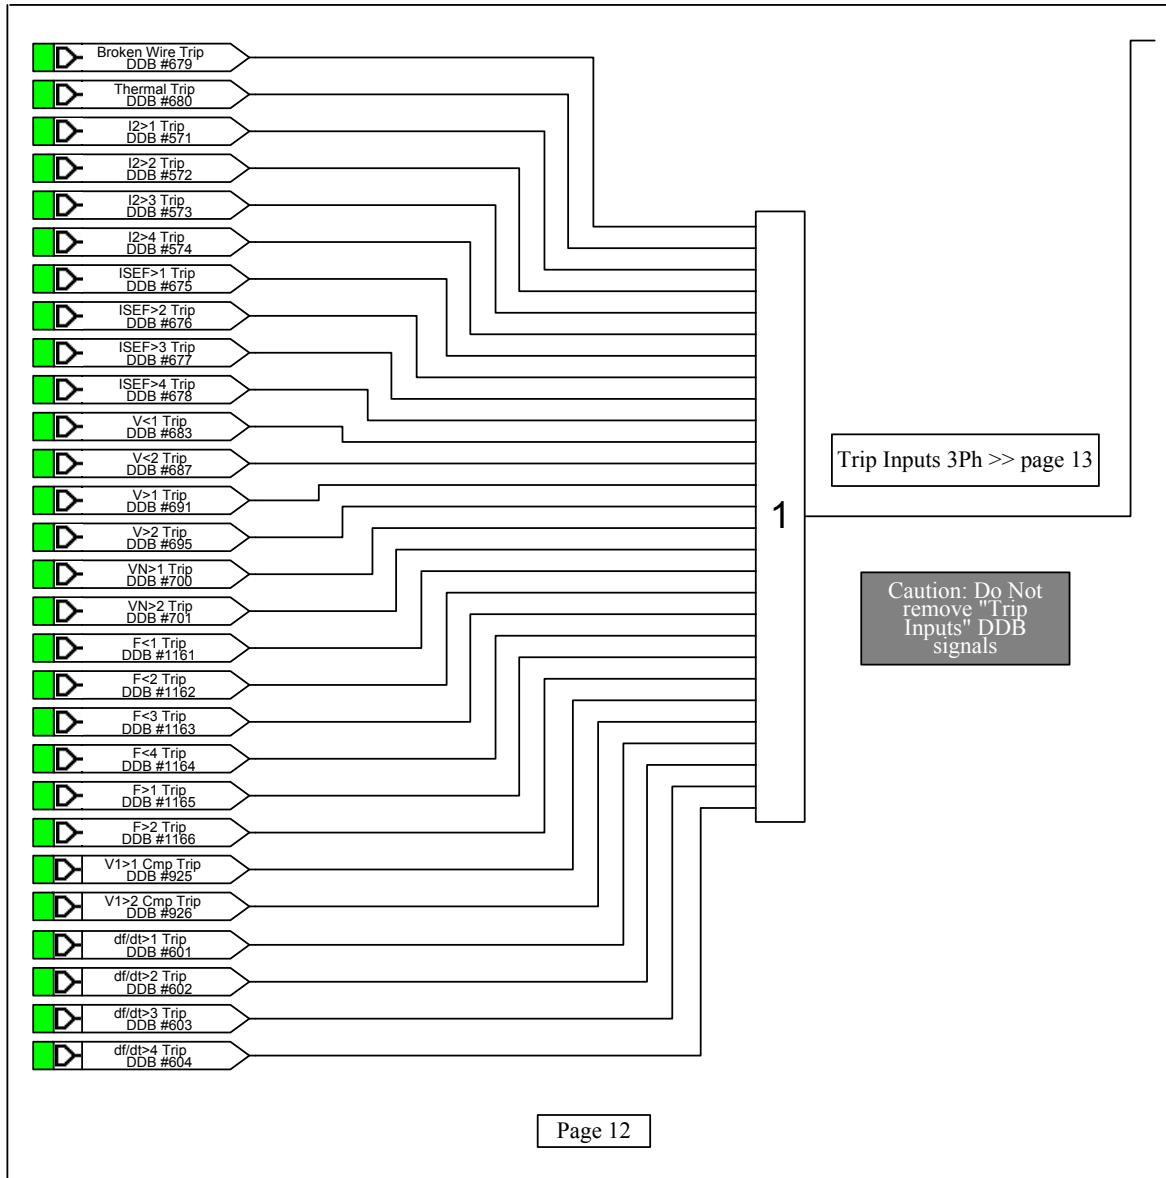 Broken Wire Trip
DDB #679
Thermal Trip
DDB #680
I2>1 Trip
DDB #571
I2>2 Trip
DDB #572
I2>3 Trip
DDB #573
I2>4 Trip
DDB #574
ISEF>1 Trip
DDB #675
ISEF>2 Trip
DDB #676
ISEF>3 Trip
DDB #677
ISEF>4 Trip
DDB #678
V<1 Trip
DDB #683
V<2 Trip
DDB #687
V>1 Trip
DDB #691
V>2 Trip
DDB #695
VN>1 Trip
DDB #700
VN>2 Trip
DDB #701
F<1 Trip
DDB #1161
F<2 Trip
DDB #1162
F<3 Trip
DDB #1163
F<4 Trip
DDB #1164
F>1 Trip
DDB #1165
F>2 Trip
DDB #1166
V1>1 Cmp Trip
DDB #925
V1>2 Cmp Trip
DDB #926
df/dt>1 Trip
DDB #601
df/dt>2 Trip
DDB #602
df/dt>3 Trip
DDB #603
df/dt>4 Trip
DDB #604
1
Trip Inputs 3Ph >> page 13
Caution: Do Not
remove "Trip
Inputs" DDB
signals
Page 12